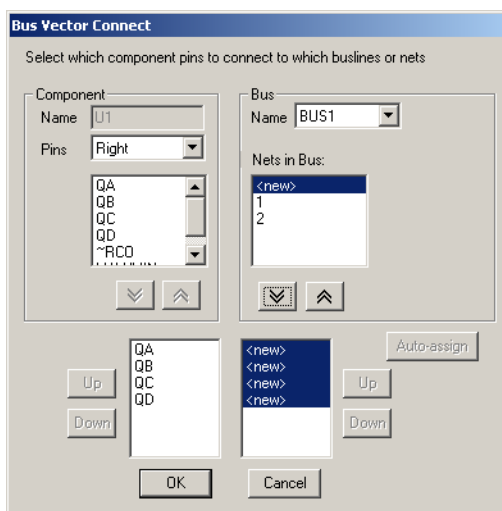 Bus Vector Connect
Select which component pins to connect to which buslines or nets
Component
Name U1
Pins Right
QA
QB
QC
QD
~RCO
Bus
Name BUS1
Nets in Bus:
<new>
1
2
Auto-assign
Up
Down
QA
QB
QC
QD
<new>
<new>
<new>
<new>
Up
Down
OK
Cancel